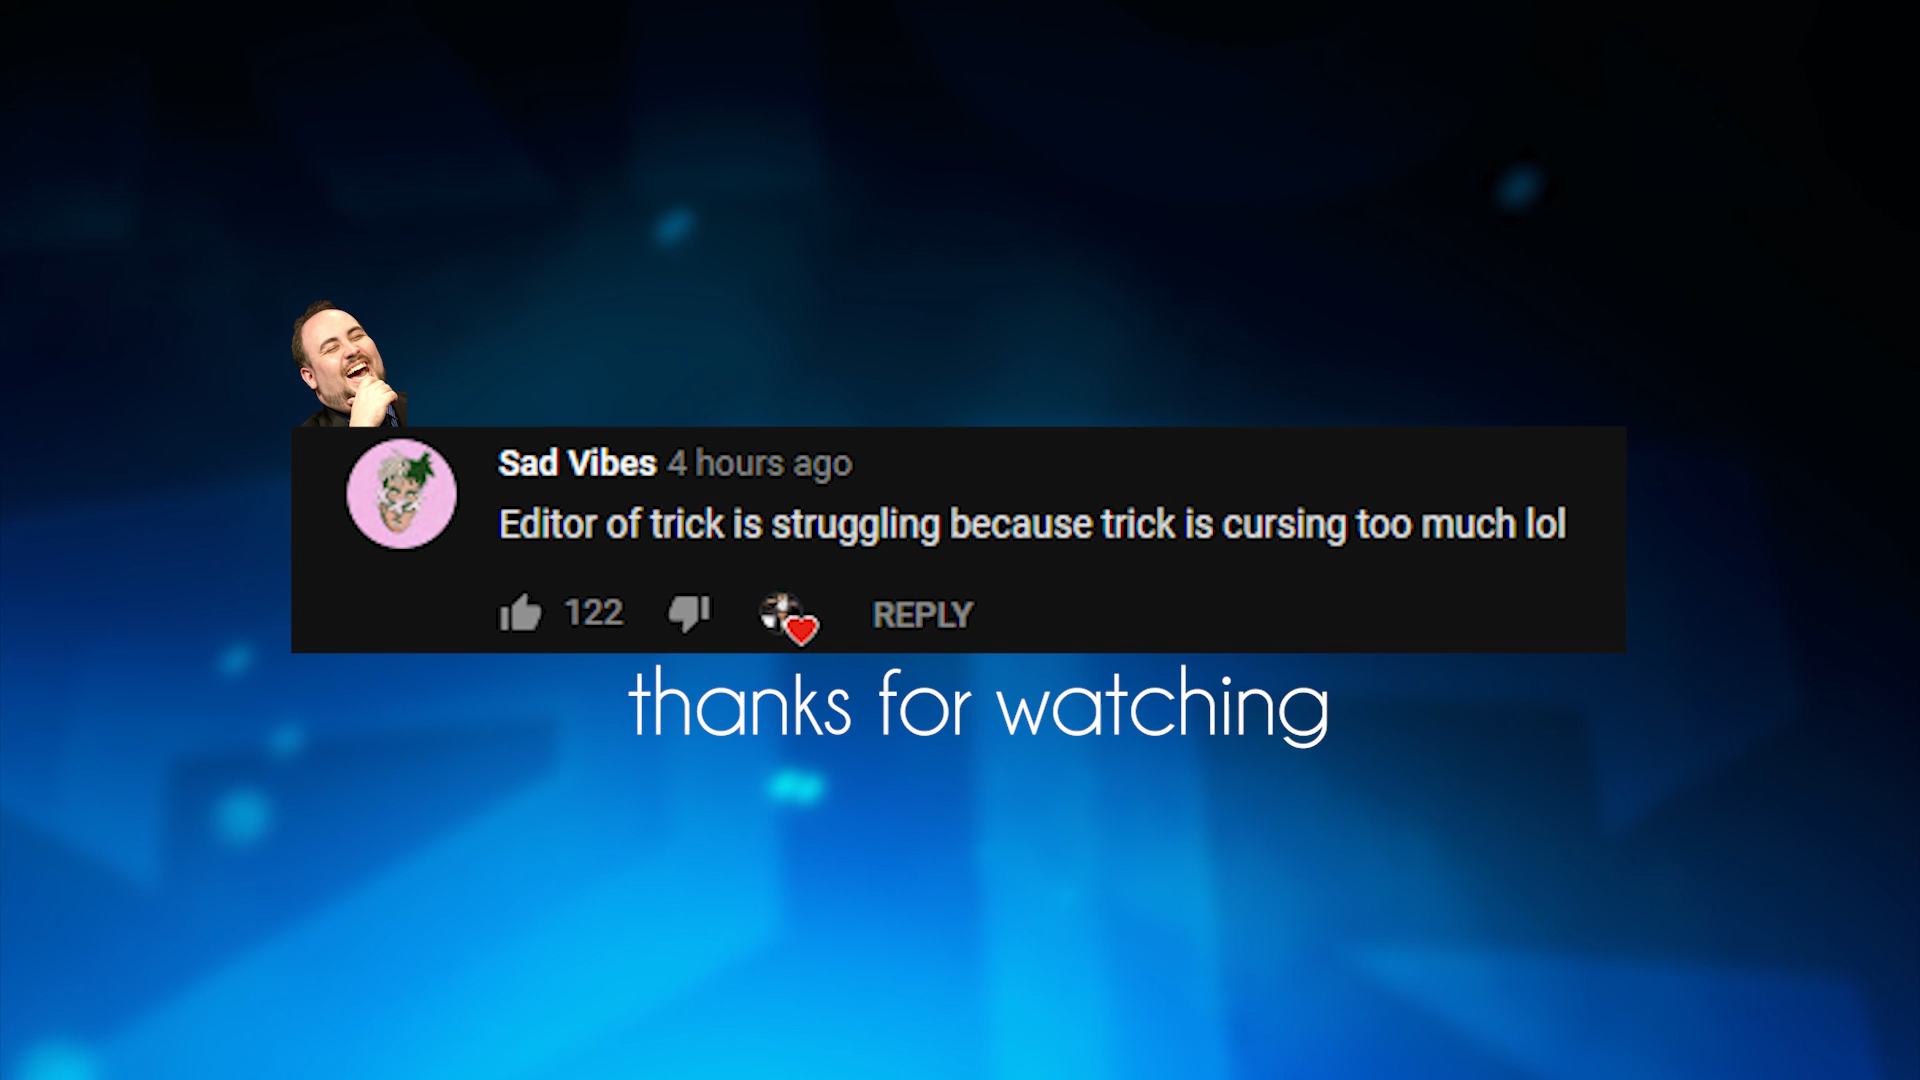 Sad Vibes 4 hours ago
Editor of trick is struggling because trick is cursing too much lol
122 REPLY
thanks for watching